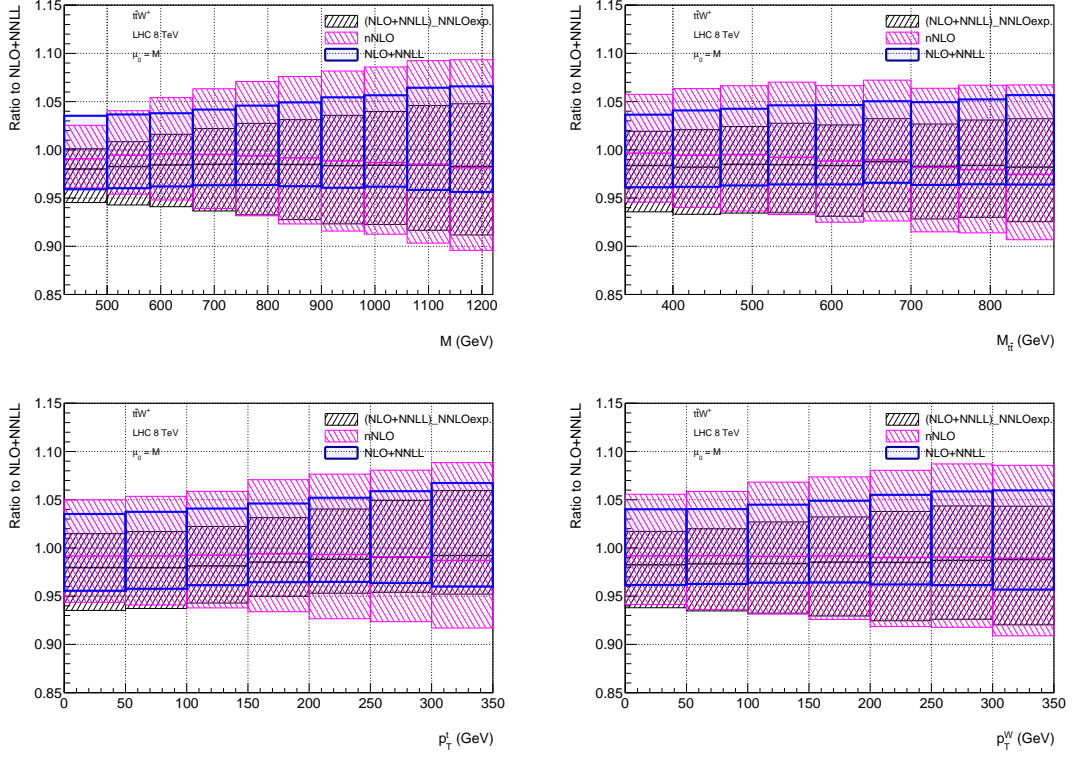 Ratio to NLO+NNLL
1.15
1.10
1.05
1.00
0.95
0.90
0.85
tt̄W⁺
LHC 8 TeV
μ₀ = M
(NLO+NNLL)_NNLOexp.
nNLO
NLO+NNLL
500 600 700 800 900 1000 1100 1200
M (GeV)
Ratio to NLO+NNLL
1.15
1.10
1.05
1.00
0.95
0.90
0.85
tt̄W⁺
LHC 8 TeV
μ₀ = M
(NLO+NNLL)_NNLOexp.
nNLO
NLO+NNLL
400 500 600 700 800
M_tt̄ (GeV)
Ratio to NLO+NNLL
1.15
1.10
1.05
1.00
0.95
0.90
0.85
tt̄W⁺
LHC 8 TeV
μ₀ = M
(NLO+NNLL)_NNLOexp.
nNLO
NLO+NNLL
0 50 100 150 200 250 300 350
p_T^t (GeV)
Ratio to NLO+NNLL
1.15
1.10
1.05
1.00
0.95
0.90
0.85
tt̄W⁺
LHC 8 TeV
μ₀ = M
(NLO+NNLL)_NNLOexp.
nNLO
NLO+NNLL
0 50 100 150 200 250 300 350
p_T^W (GeV)